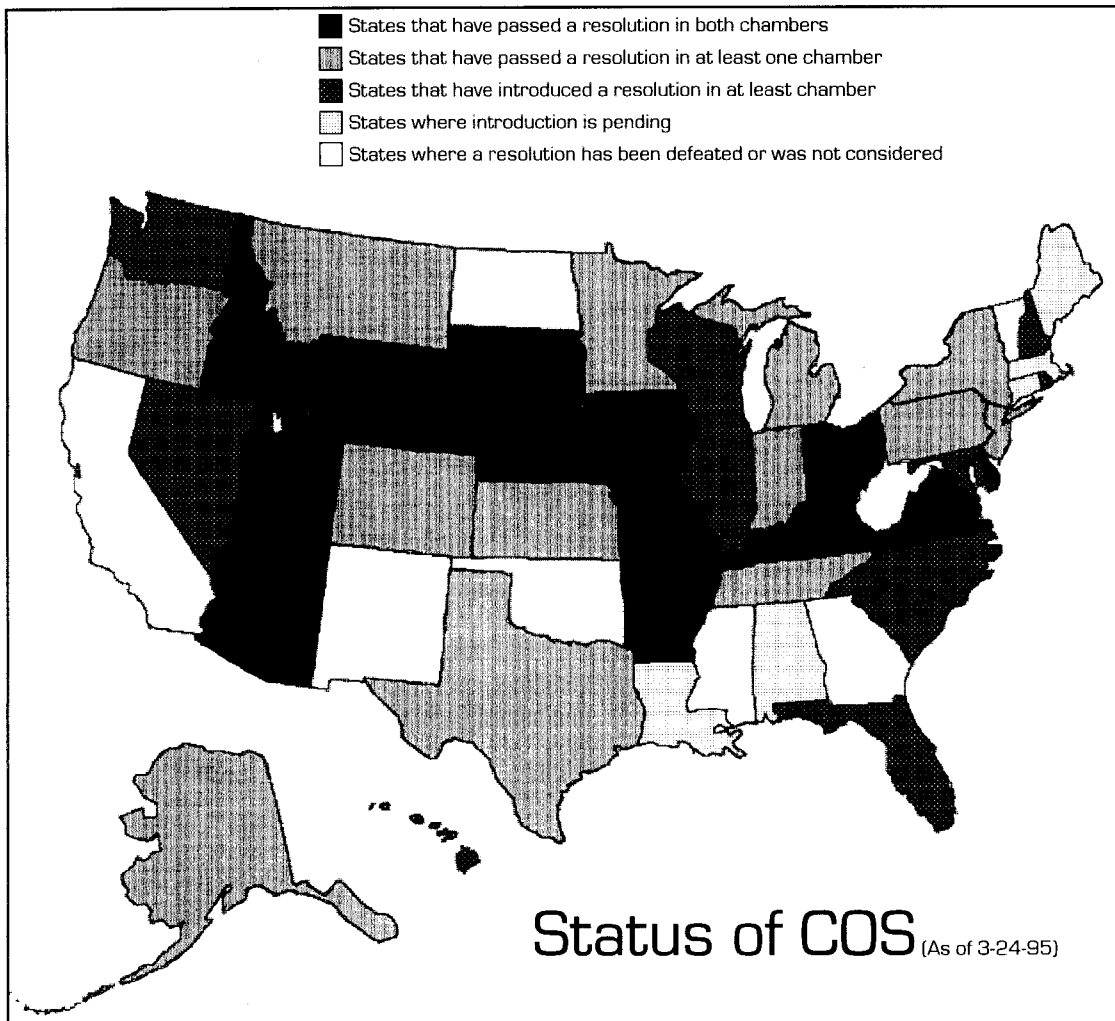 States that have passed a resolution in both chambers
States that have passed a resolution in at least one chamber
States that have introduced a resolution in at least chamber
States where introduction is pending
States where a resolution has been defeated or was not considered
Status of COS (As of 3-24-95)